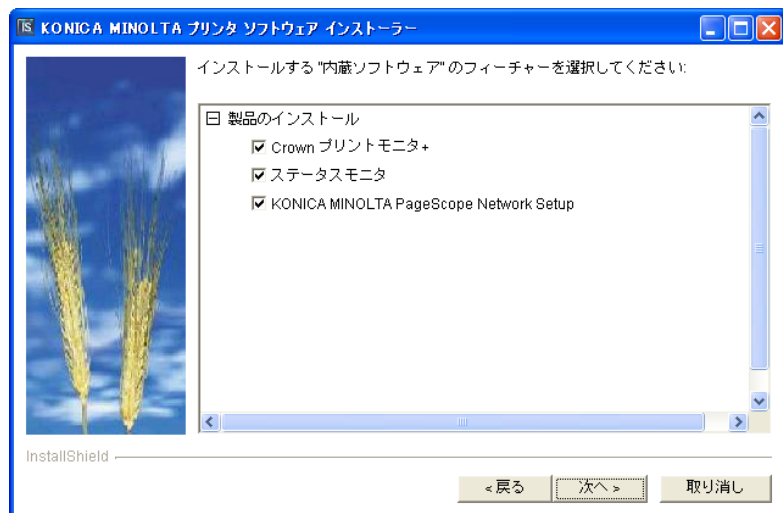 KONICA MINOLTA プリンタ ソフトウェア インストーラー
インストールする "内蔵ソフトウェア" のフィーチャーを選択してください:
製品のインストール
Crown プリントモニタ+
ステータスモニタ
KONICA MINOLTA PageScope Network Setup
InstallShield
< 戻る
次へ >
取り消し